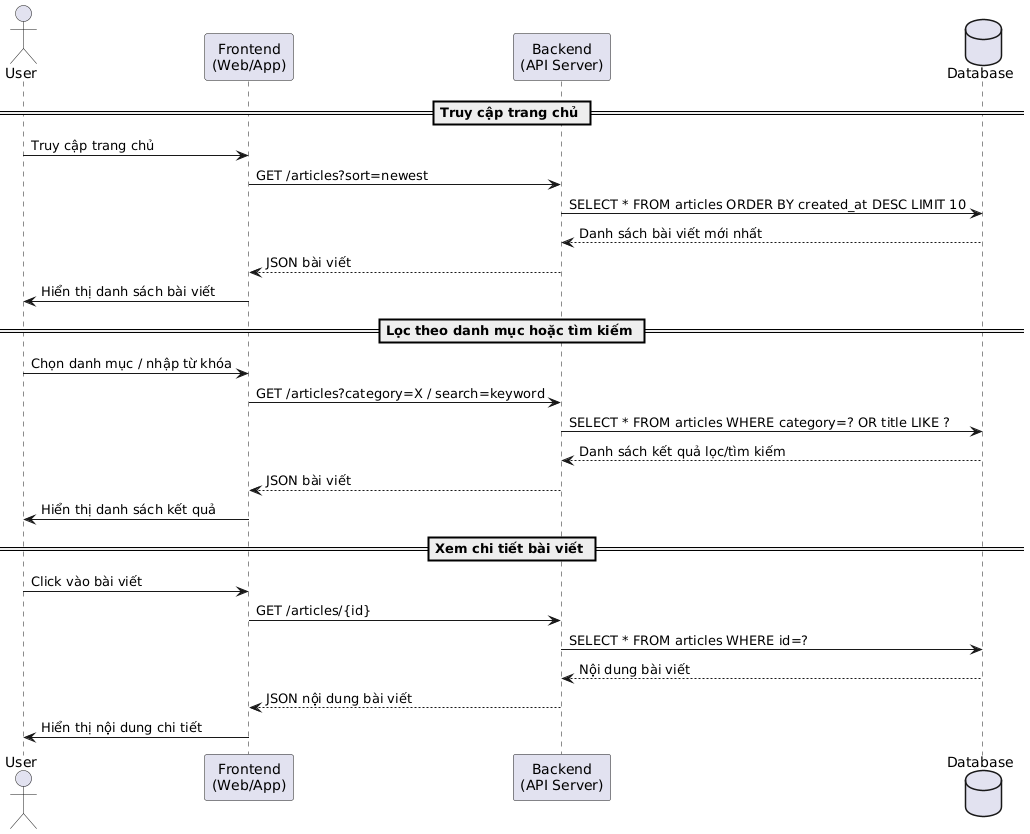 User
Frontend
(Web/App)
Backend
(API Server)
Database
Truy cập trang chủ
Truy cập trang chủ
GET /articles?sort=newest
SELECT * FROM articles ORDER BY created_at DESC LIMIT 10
Danh sách bài viết mới nhất
JSON bài viết
Hiển thị danh sách bài viết
Lọc theo danh mục hoặc tìm kiếm
Chọn danh mục / nhập từ khóa
GET /articles?category=X / search=keyword
SELECT * FROM articles WHERE category=? OR title LIKE ?
Danh sách kết quả lọc/tìm kiếm
JSON bài viết
Hiển thị danh sách kết quả
Xem chi tiết bài viết
Click vào bài viết
GET /articles/{id}
SELECT * FROM articles WHERE id=?
Nội dung bài viết
JSON nội dung bài viết
Hiển thị nội dung chi tiết
User
Frontend
(Web/App)
Backend
(API Server)
Database